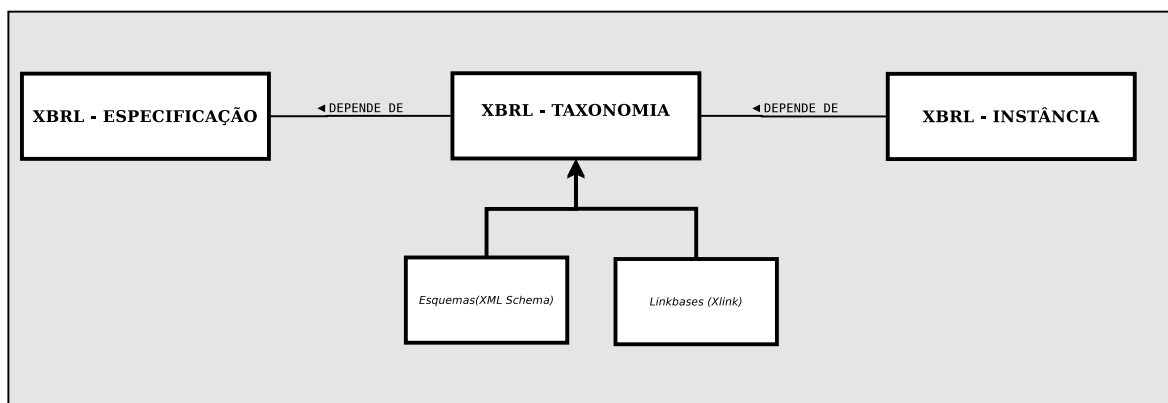 XBRL - ESPECIFICAÇÃO
◄ DEPENDE DE
XBRL - TAXONOMIA
◄ DEPENDE DE
XBRL - INSTÂNCIA
Esquemas(XML Schema)
Linkbases (Xlink)